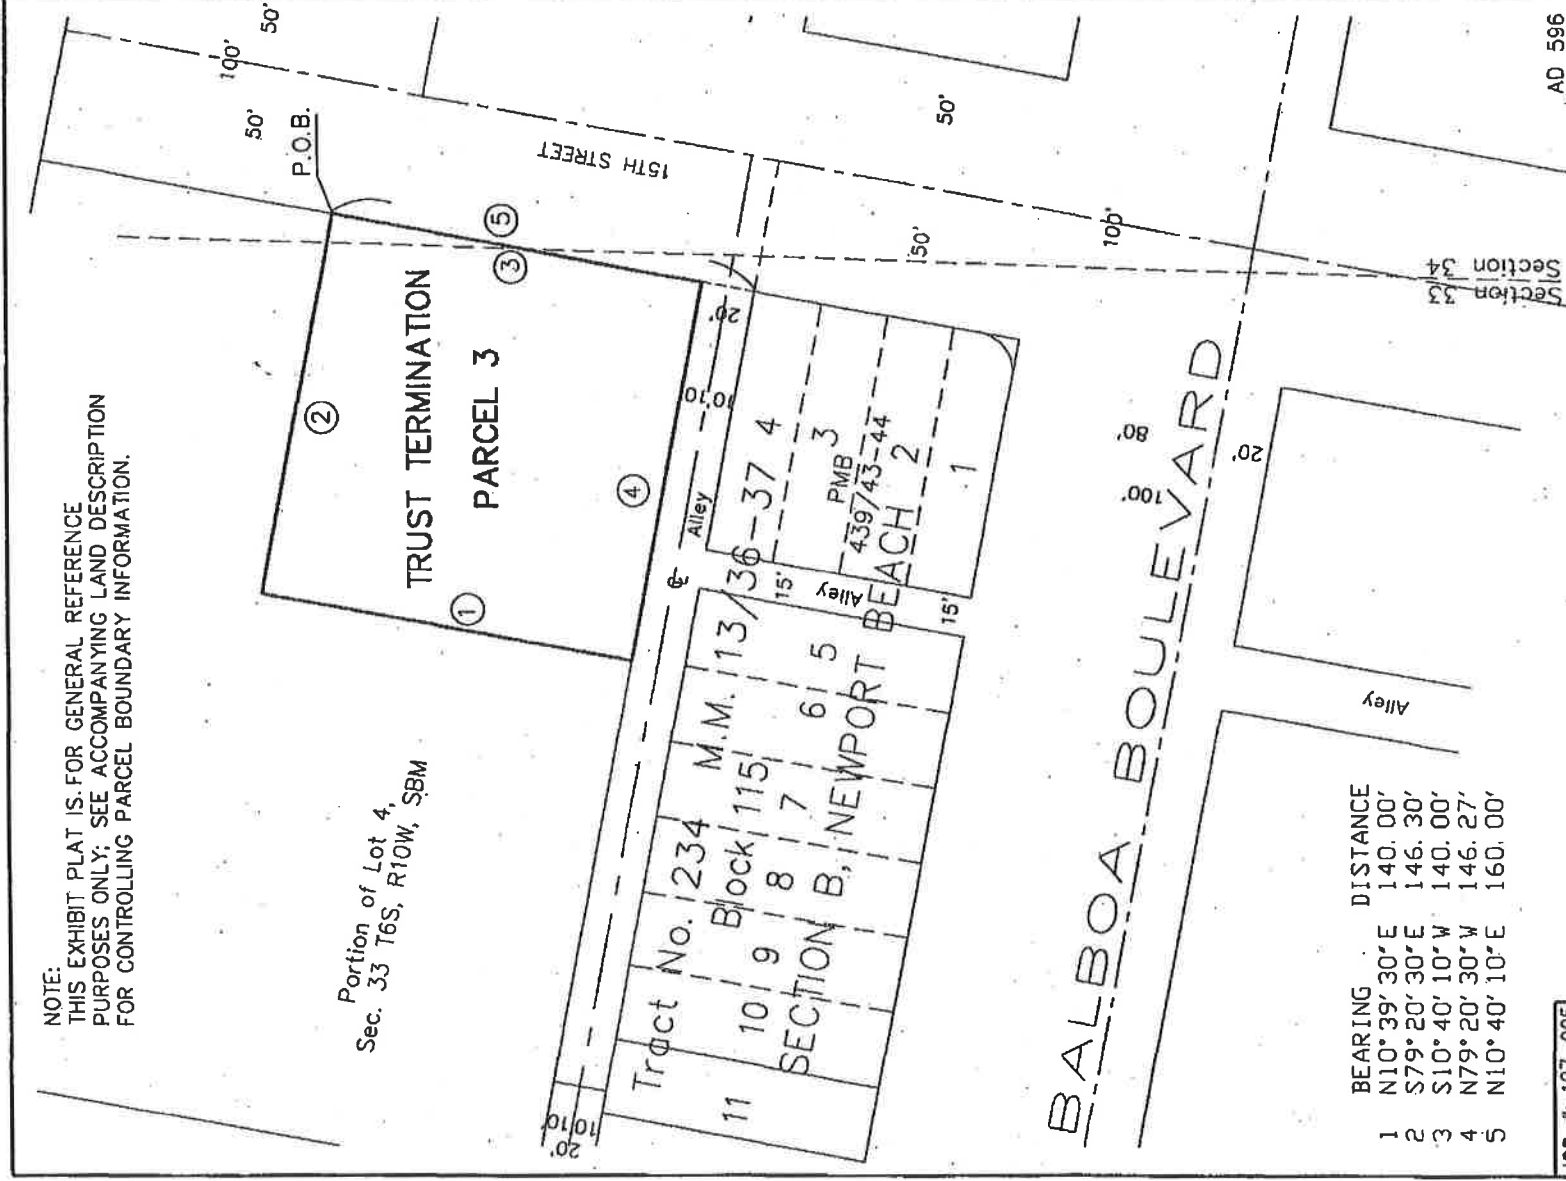 NOTE:
THIS EXHIBIT PLAT IS FOR GENERAL REFERENCE
PURPOSES ONLY; SEE ACCOMPANYING LAND DESCRIPTION
FOR CONTROLLING PARCEL BOUNDARY INFORMATION.
50'
100'
50'
P.O.B.
15TH STREET
2
5
3
TRUST TERMINATION
PARCEL 3
1
4
Portion of Lot 4,
Sec. 33 T6S, R10W, SBM
20'
10'10
Alley
50'
150'
100'
Tract No. 234 M.M. 13/36-37
Block 115
SECTION B, NEWPORT BEACH
11
10
9
8
7
6
5
4
3
PMB
439/43-44
2
1
15'
Alley
15'
10'10'
20'
Section 34
Section 33
BALBOA BOULEVARD
80'
100'
20'
Alley
BEARING DISTANCE
1 N10°39'30"E 140.00'
2 S79°20'30"E 146.30'
3 S10°40'10"W 140.00'
4 N79°20'30"W 146.27'
5 N10°40'10"E 160.00'
AD 596